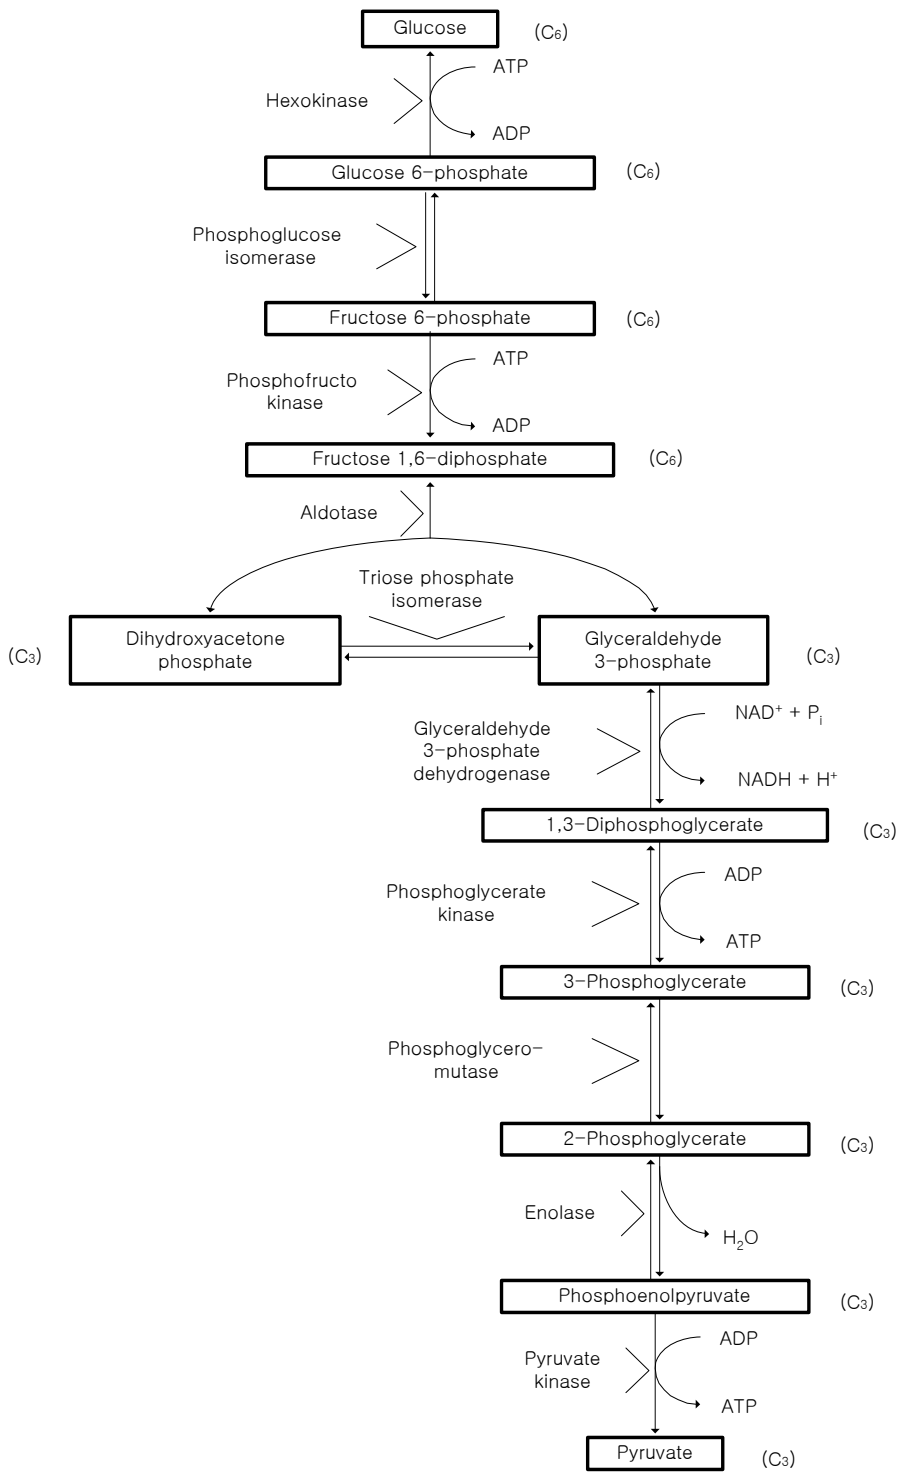 Glucose
(C₆)
ATP
Hexokinase
ADP
Glucose 6-phosphate
(C₆)
Phosphoglucose
isomerase
Fructose 6-phosphate
(C₆)
ATP
Phosphofructo
kinase
ADP
Fructose 1,6-diphosphate
(C₆)
Aldotase
Triose phosphate
isomerase
(C₃)
Dihydroxyacetone
phosphate
Glyceraldehyde
3-phosphate
(C₃)
NAD⁺ + Pᵢ
Glyceraldehyde
3-phosphate
dehydrogenase
NADH + H⁺
1,3-Diphosphoglycerate
(C₃)
ADP
Phosphoglycerate
kinase
ATP
3-Phosphoglycerate
(C₃)
Phosphoglycero-
mutase
2-Phosphoglycerate
(C₃)
Enolase
H₂O
Phosphoenolpyruvate
(C₃)
ADP
Pyruvate
kinase
ATP
Pyruvate
(C₃)